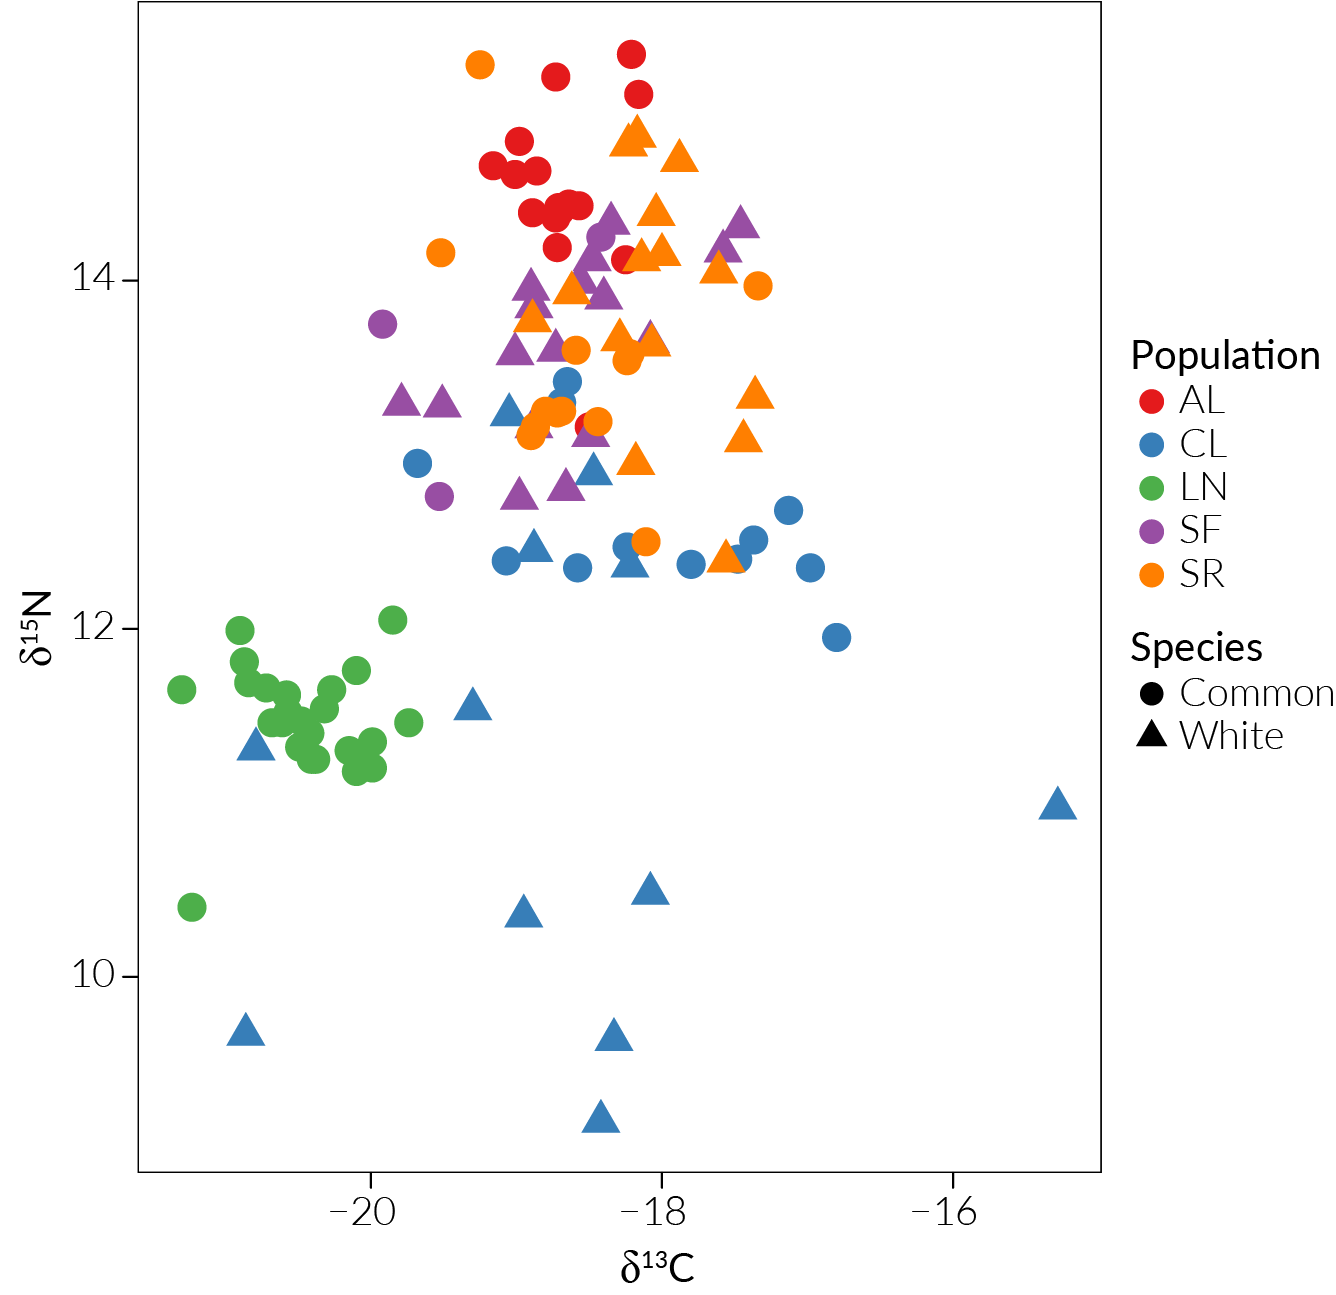 14
12
10
δ¹⁵N
−20
−18
−16
δ¹³C
Population
AL
CL
LN
SF
SR
Species
Common
White